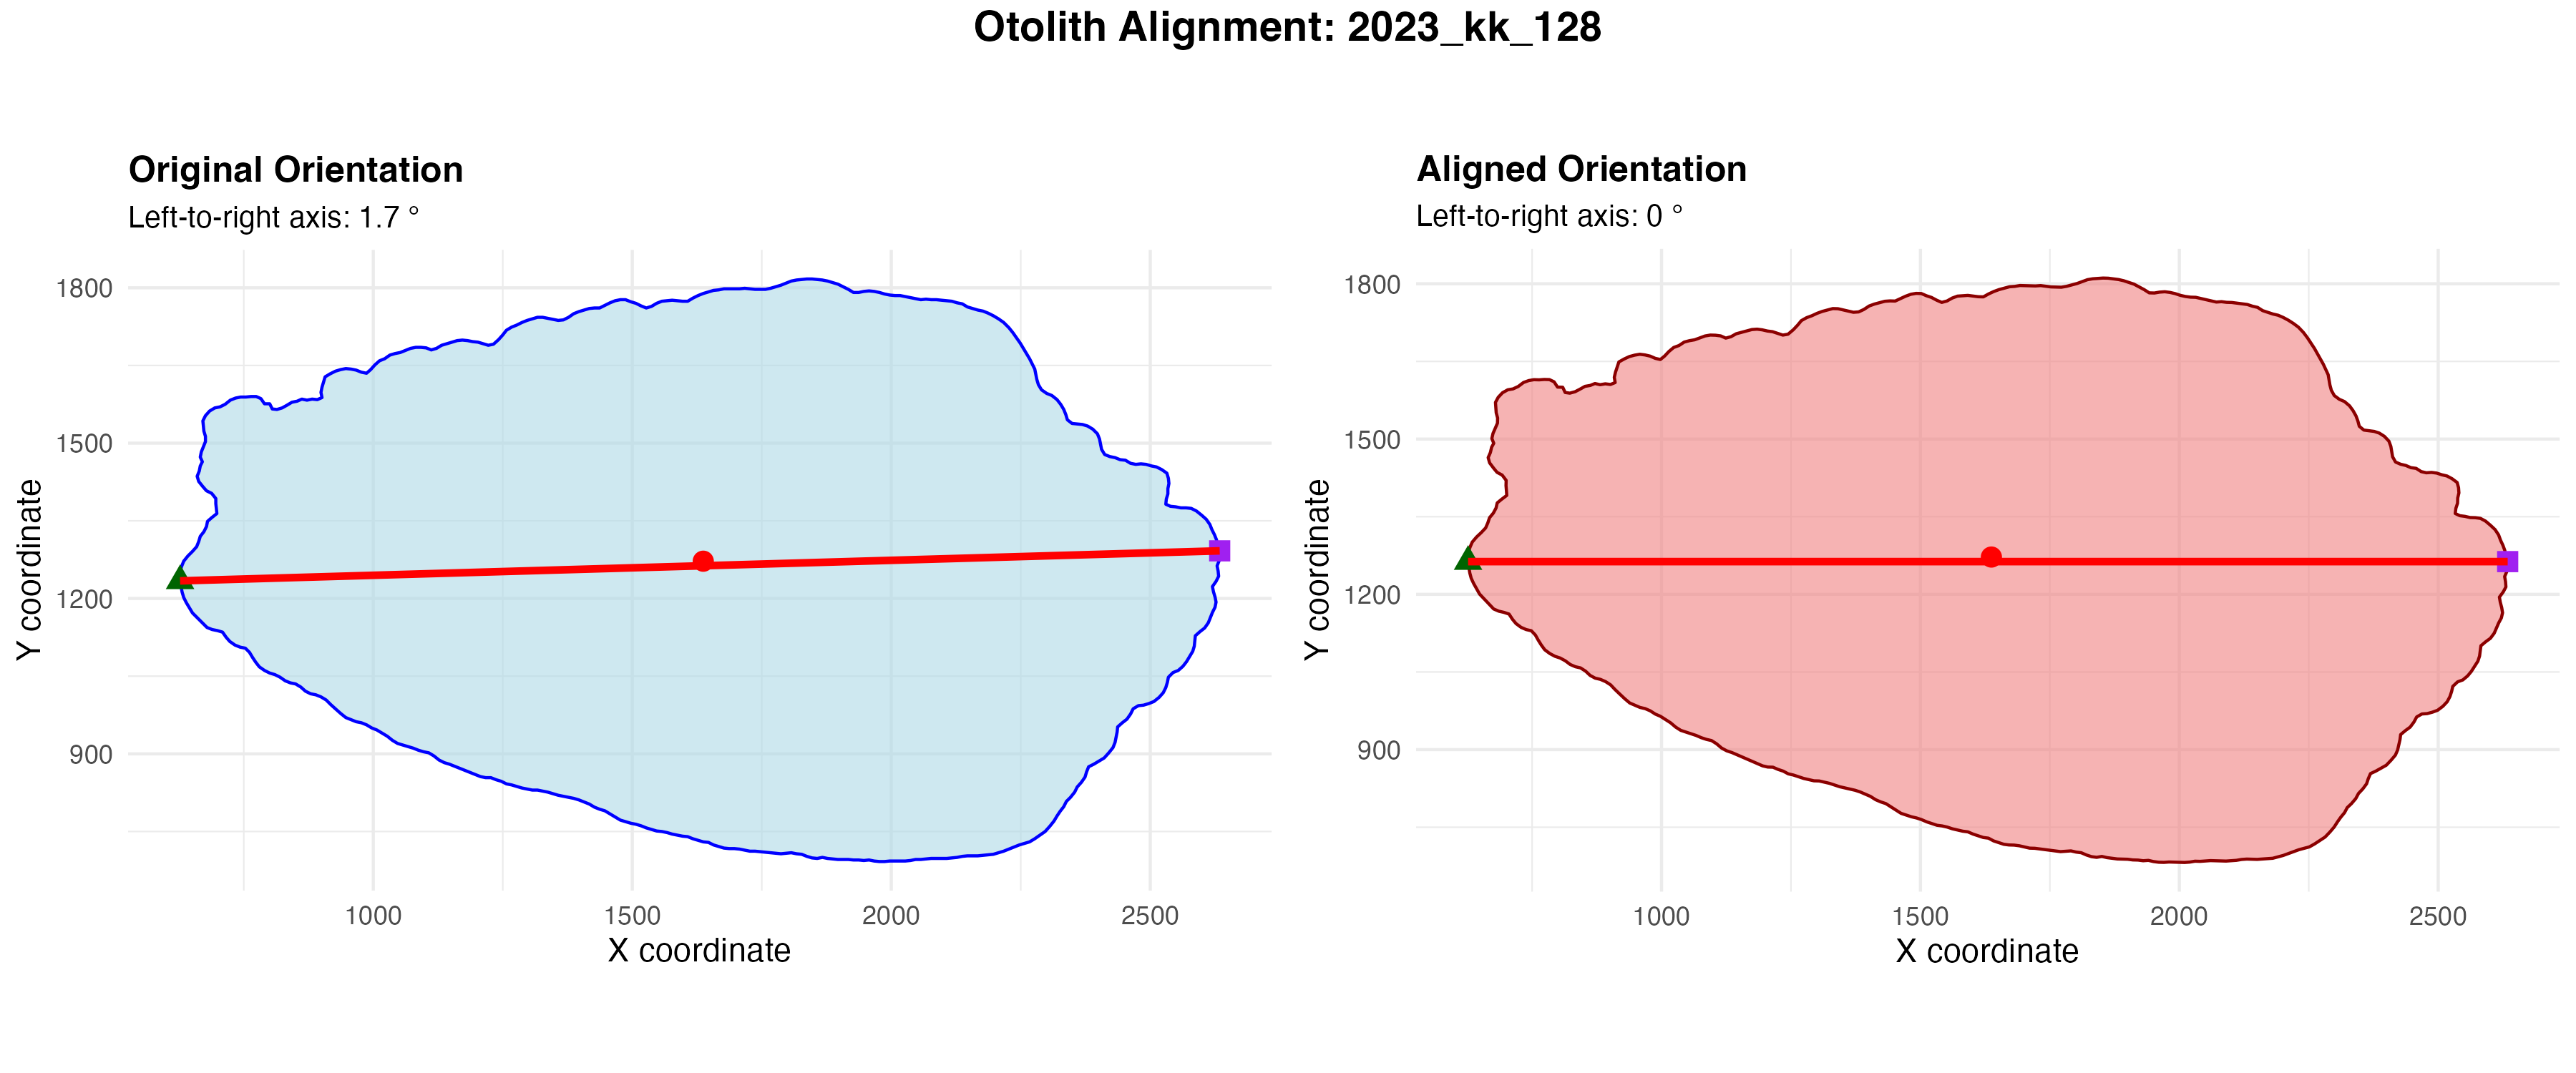 Otolith Alignment: 2023_kk_128
Original Orientation
Left-to-right axis: 1.7 °
1800
1500
1200
900
Y coordinate
1000 1500 2000 2500
X coordinate
Aligned Orientation
Left-to-right axis: 0 °
1800
1500
1200
900
Y coordinate
1000 1500 2000 2500
X coordinate